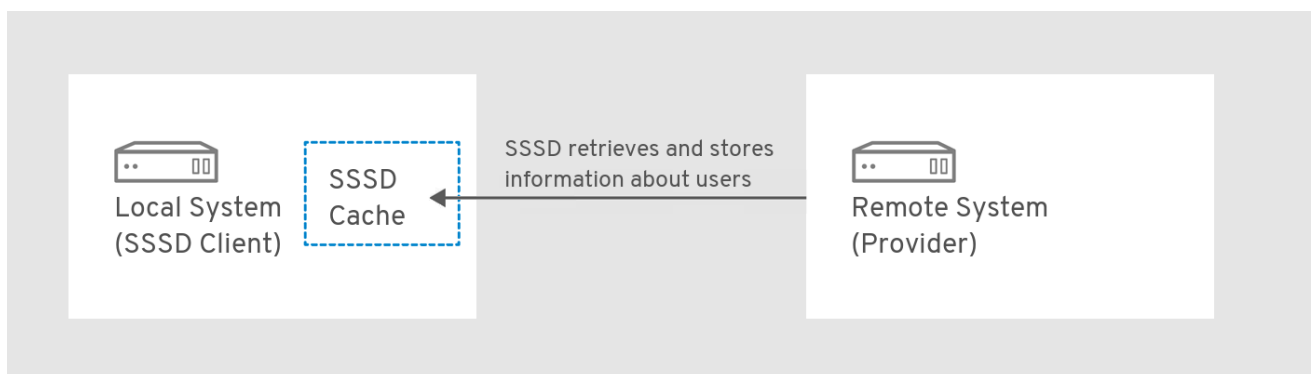 Local System
(SSSD Client)
SSSD
Cache
SSSD retrieves and stores
information about users
Remote System
(Provider)